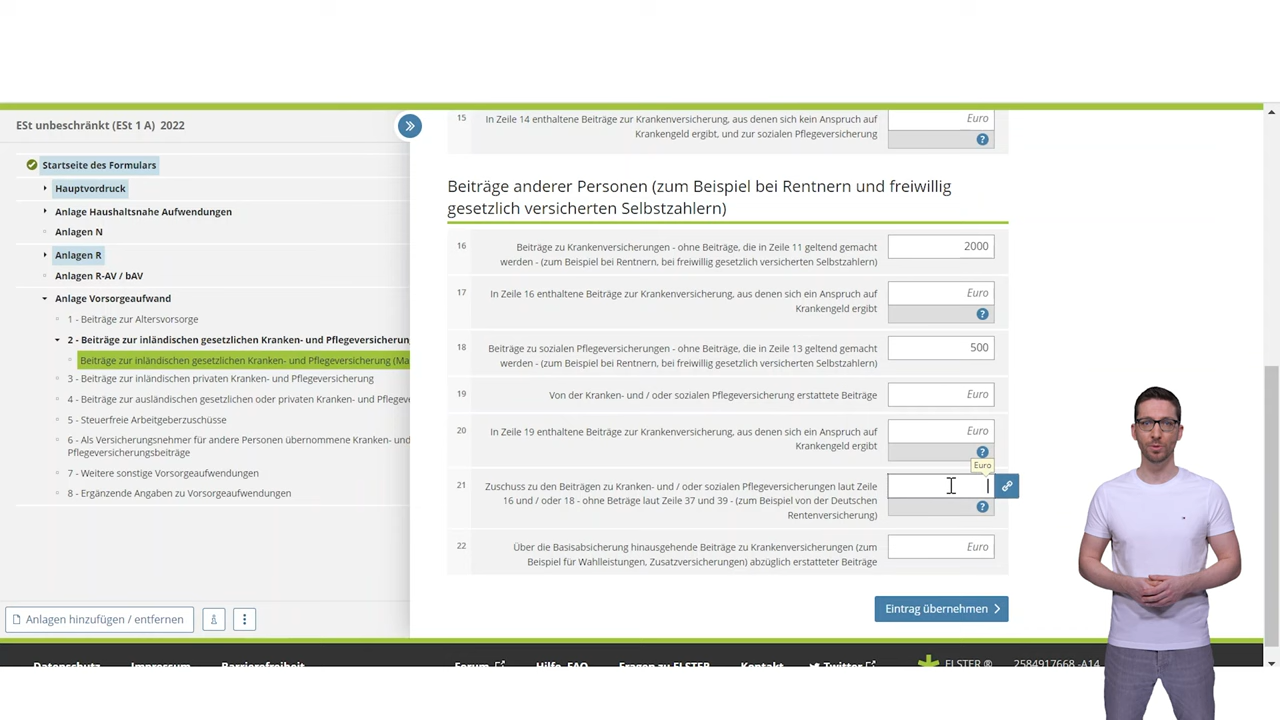 ESt unbeschränkt (ESt 1 A) 2022
Startseite des Formulars
Hauptvordruck
Anlage Haushaltsnahe Aufwendungen
Anlagen N
Anlagen R
Anlagen R-AV / bAV
Anlage Vorsorgeaufwand
1 - Beiträge zur Altersvorsorge
2 - Beiträge zur inländischen gesetzlichen Kranken- und Pflegeversicherun
Beiträge zur inländischen gesetzlichen Kranken- und Pflegeversicherung (Ma
3 - Beiträge zur inländischen privaten Kranken- und Pflegeversicherung
4 - Beiträge zur ausländischen gesetzlichen oder privaten Kranken- und Pflegeve
5 - Steuerfreie Arbeitgeberzuschüsse
6 - Als Versicherungsnehmer für andere Personen übernommene Kranken- und
Pflegeversicherungsbeiträge
7 - Weitere sonstige Vorsorgeaufwendungen
8 - Ergänzende Angaben zu Vorsorgeaufwendungen
Anlagen hinzufügen / entfernen
15 In Zeile 14 enthaltene Beiträge zur Krankenversicherung, aus denen sich kein Anspruch auf Euro
Krankengeld ergibt, und zur sozialen Pflegeversicherung ?
Beiträge anderer Personen (zum Beispiel bei Rentnern und freiwillig
gesetzlich versicherten Selbstzahlern)
16 Beiträge zu Krankenversicherungen - ohne Beiträge, die in Zeile 11 geltend gemacht 2000
werden - (zum Beispiel bei Rentnern, bei freiwillig gesetzlich versicherten Selbstzahlern)
17 In Zeile 16 enthaltene Beiträge zur Krankenversicherung, aus denen sich ein Anspruch auf Euro
Krankengeld ergibt ?
18 Beiträge zu sozialen Pflegeversicherungen - ohne Beiträge, die in Zeile 13 geltend gemacht 500
werden - (zum Beispiel bei Rentnern, bei freiwillig gesetzlich versicherten Selbstzahlern)
19 Von der Kranken- und / oder sozialen Pflegeversicherung erstattete Beiträge Euro
20 In Zeile 19 enthaltene Beiträge zur Krankenversicherung, aus denen sich ein Anspruch auf Euro
Krankengeld ergibt ?
Euro
21 Zuschuss zu den Beiträgen zu Kranken- und / oder sozialen Pflegeversicherungen laut Zeile
16 und / oder 18 - ohne Beträge laut Zeile 37 und 39 - (zum Beispiel von der Deutschen ?
Rentenversicherung)
22 Über die Basisabsicherung hinausgehende Beiträge zu Krankenversicherungen (zum Euro
Beispiel für Wahlleistungen, Zusatzversicherungen) abzüglich erstatteter Beiträge
Eintrag übernehmen
Datenschutz Impressum Barrierefreiheit Forum Hilfe FAQ Fragen zu ELSTER Kontakt Twitter ELSTER ® 2584917668 -A14